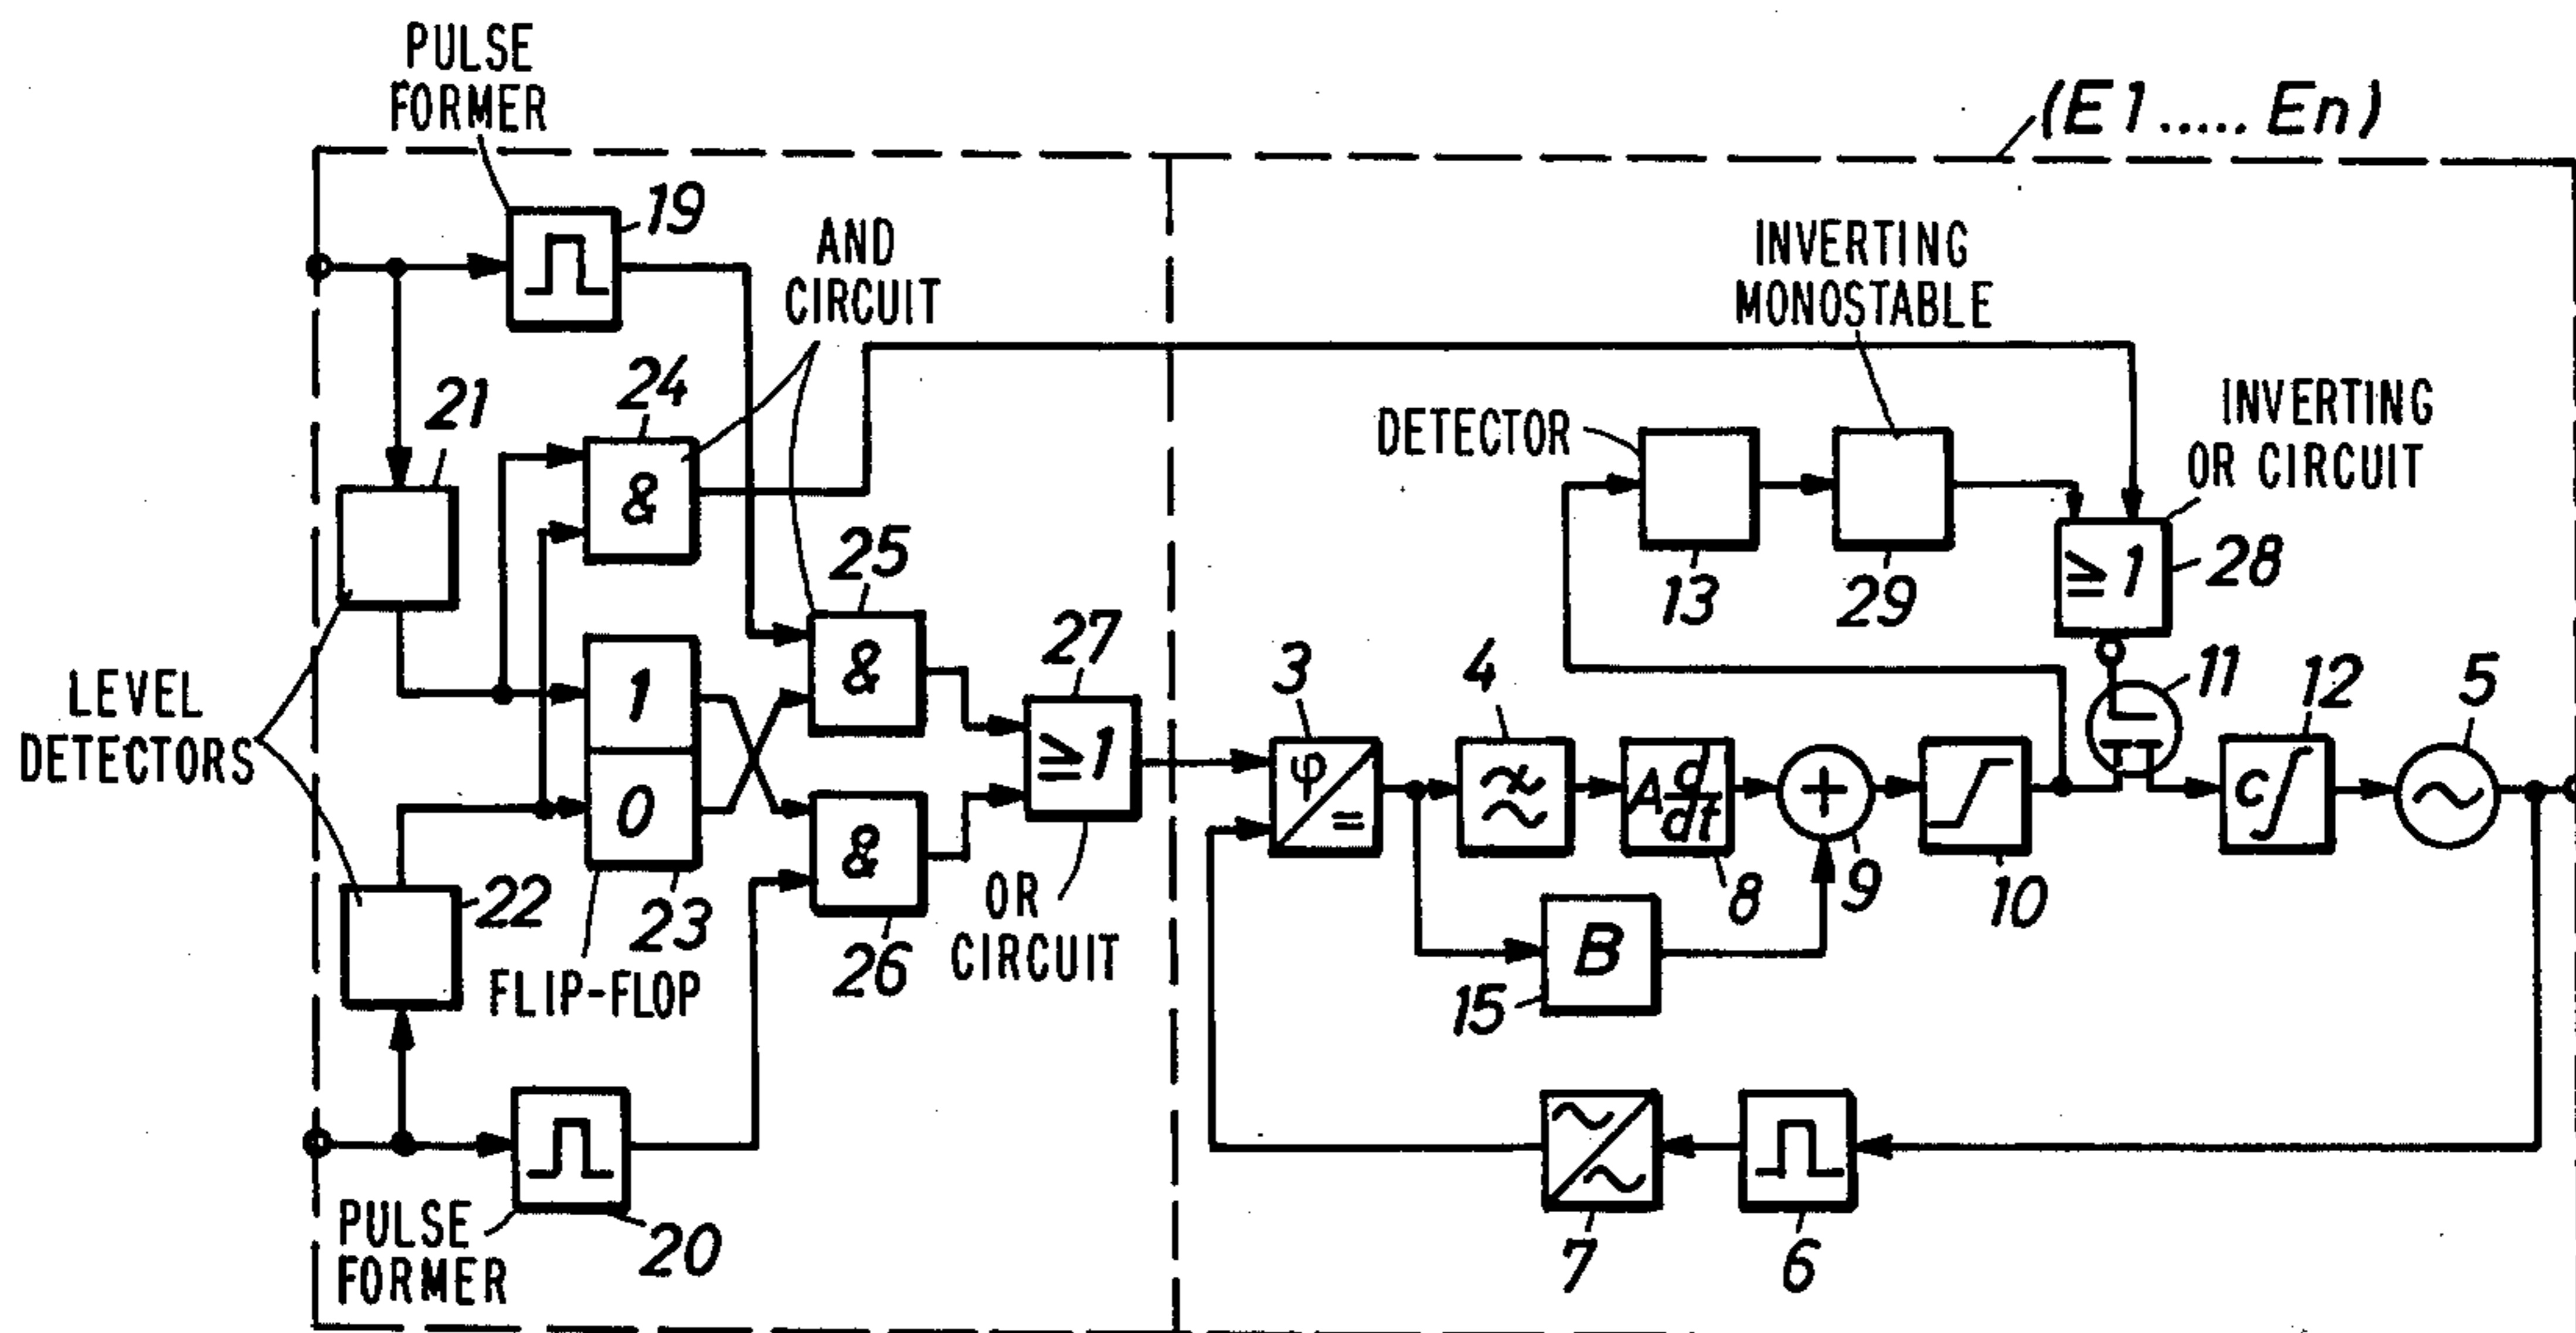 PULSE
FORMER
19
(E1.....En)
AND
CIRCUIT
INVERTING
MONOSTABLE
21
24
&
DETECTOR
13
29
INVERTING
OR CIRCUIT
≥1
28
25
&
27
≥1
LEVEL
DETECTORS
1
0
23
FLIP-FLOP
22
&
26
OR
CIRCUIT
3
φ
=
4
A d/dt
8
+
9
10
11
12
C∫
5
B
15
PULSE
FORMER
20
7
6